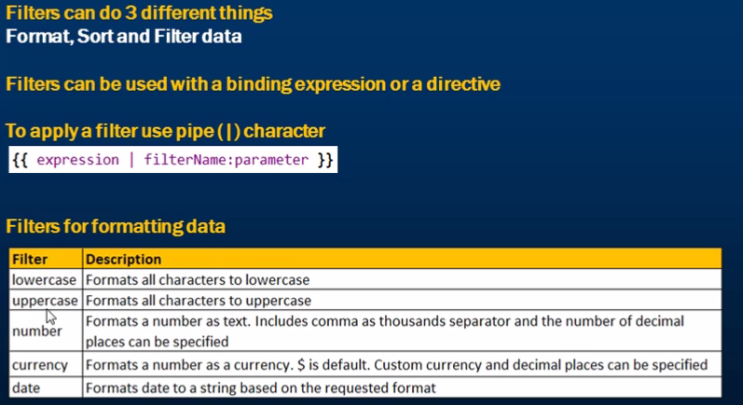 Filters can do 3 different things
Format, Sort and Filter data
Filters can be used with a binding expression or a directive
To apply a filter use pipe (|) character
{{ expression | filterName:parameter }}
Filters for formatting data
Filter Description
lowercase Formats all characters to lowercase
uppercase Formats all characters to uppercase
number Formats a number as text. Includes comma as thousands separator and the number of decimal
places can be specified
currency Formats a number as a currency. $ is default. Custom currency and decimal places can be specified
date Formats date to a string based on the requested format